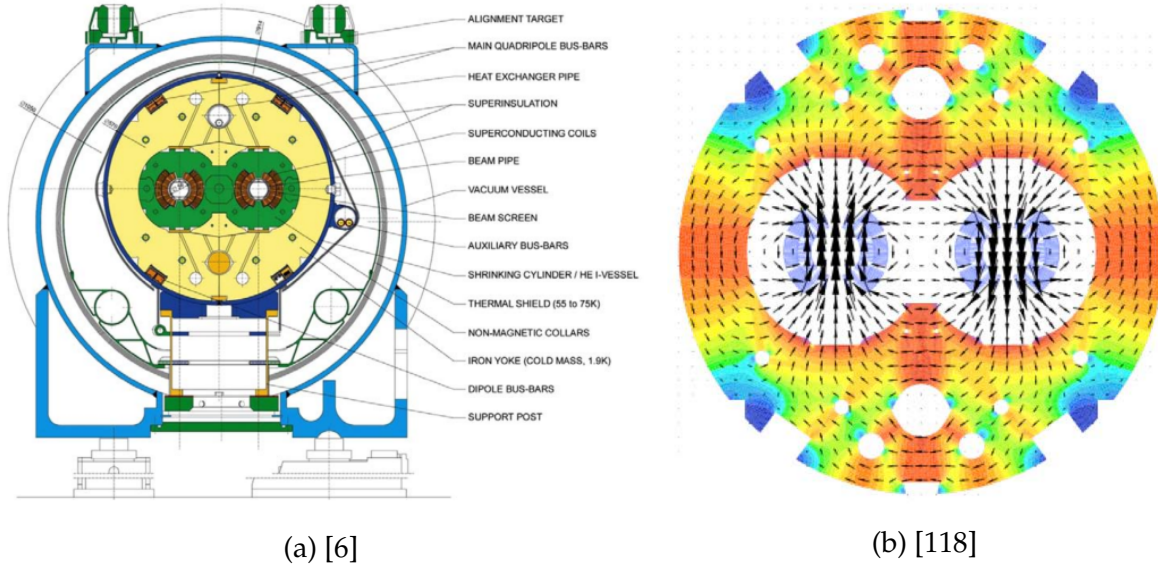 ALIGNMENT TARGET
MAIN QUADRIPOLE BUS-BARS
HEAT EXCHANGER PIPE
SUPERINSULATION
SUPERCONDUCTING COILS
BEAM PIPE
VACUUM VESSEL
BEAM SCREEN
AUXILIARY BUS-BARS
SHRINKING CYLINDER / HE I-VESSEL
THERMAL SHIELD (55 to 75K)
NON-MAGNETIC COLLARS
IRON YOKE (COLD MASS, 1.9K)
DIPOLE BUS-BARS
SUPPORT POST
(a) [6]
(b) [118]